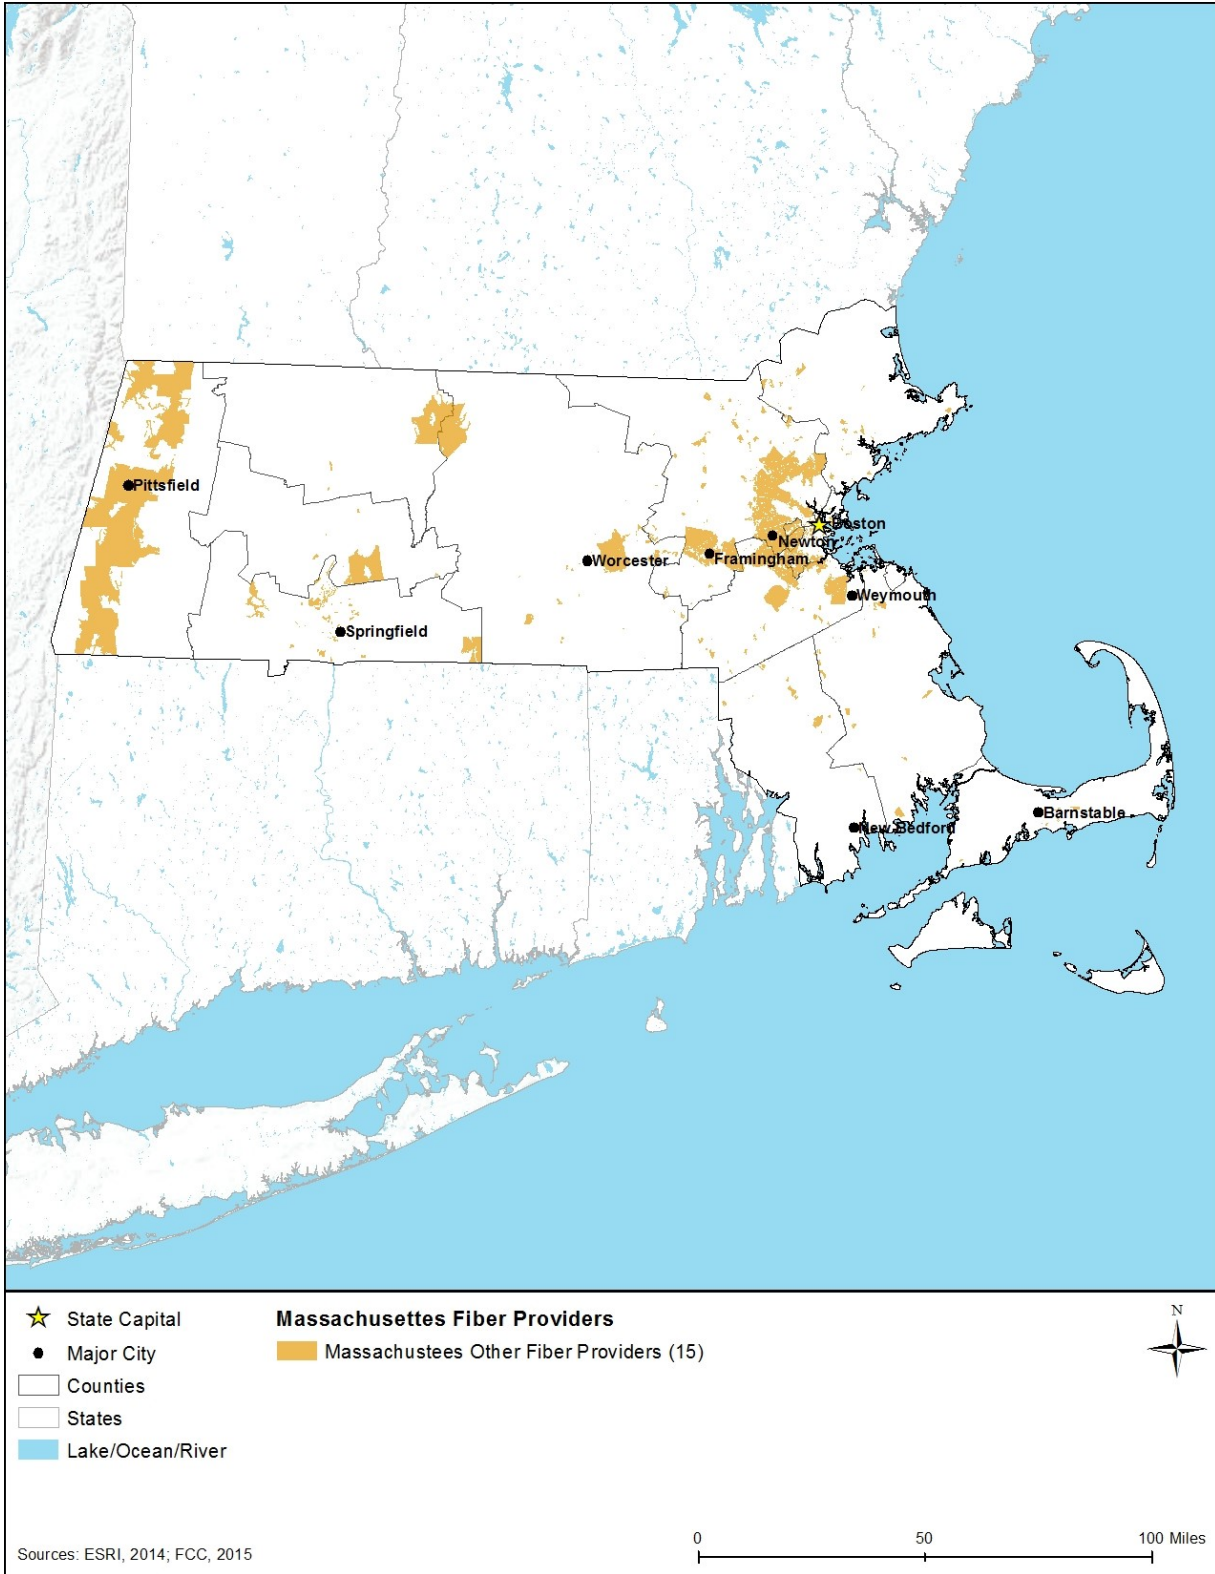 Pittsfield
Boston
Newton
Worcester
Framingham
Weymouth
Springfield
Barnstable
New Bedford
State Capital
Major City
Counties
States
Lake/Ocean/River
Massachusettes Fiber Providers
Massachustees Other Fiber Providers (15)
N
Sources: ESRI, 2014; FCC, 2015
0 50 100 Miles